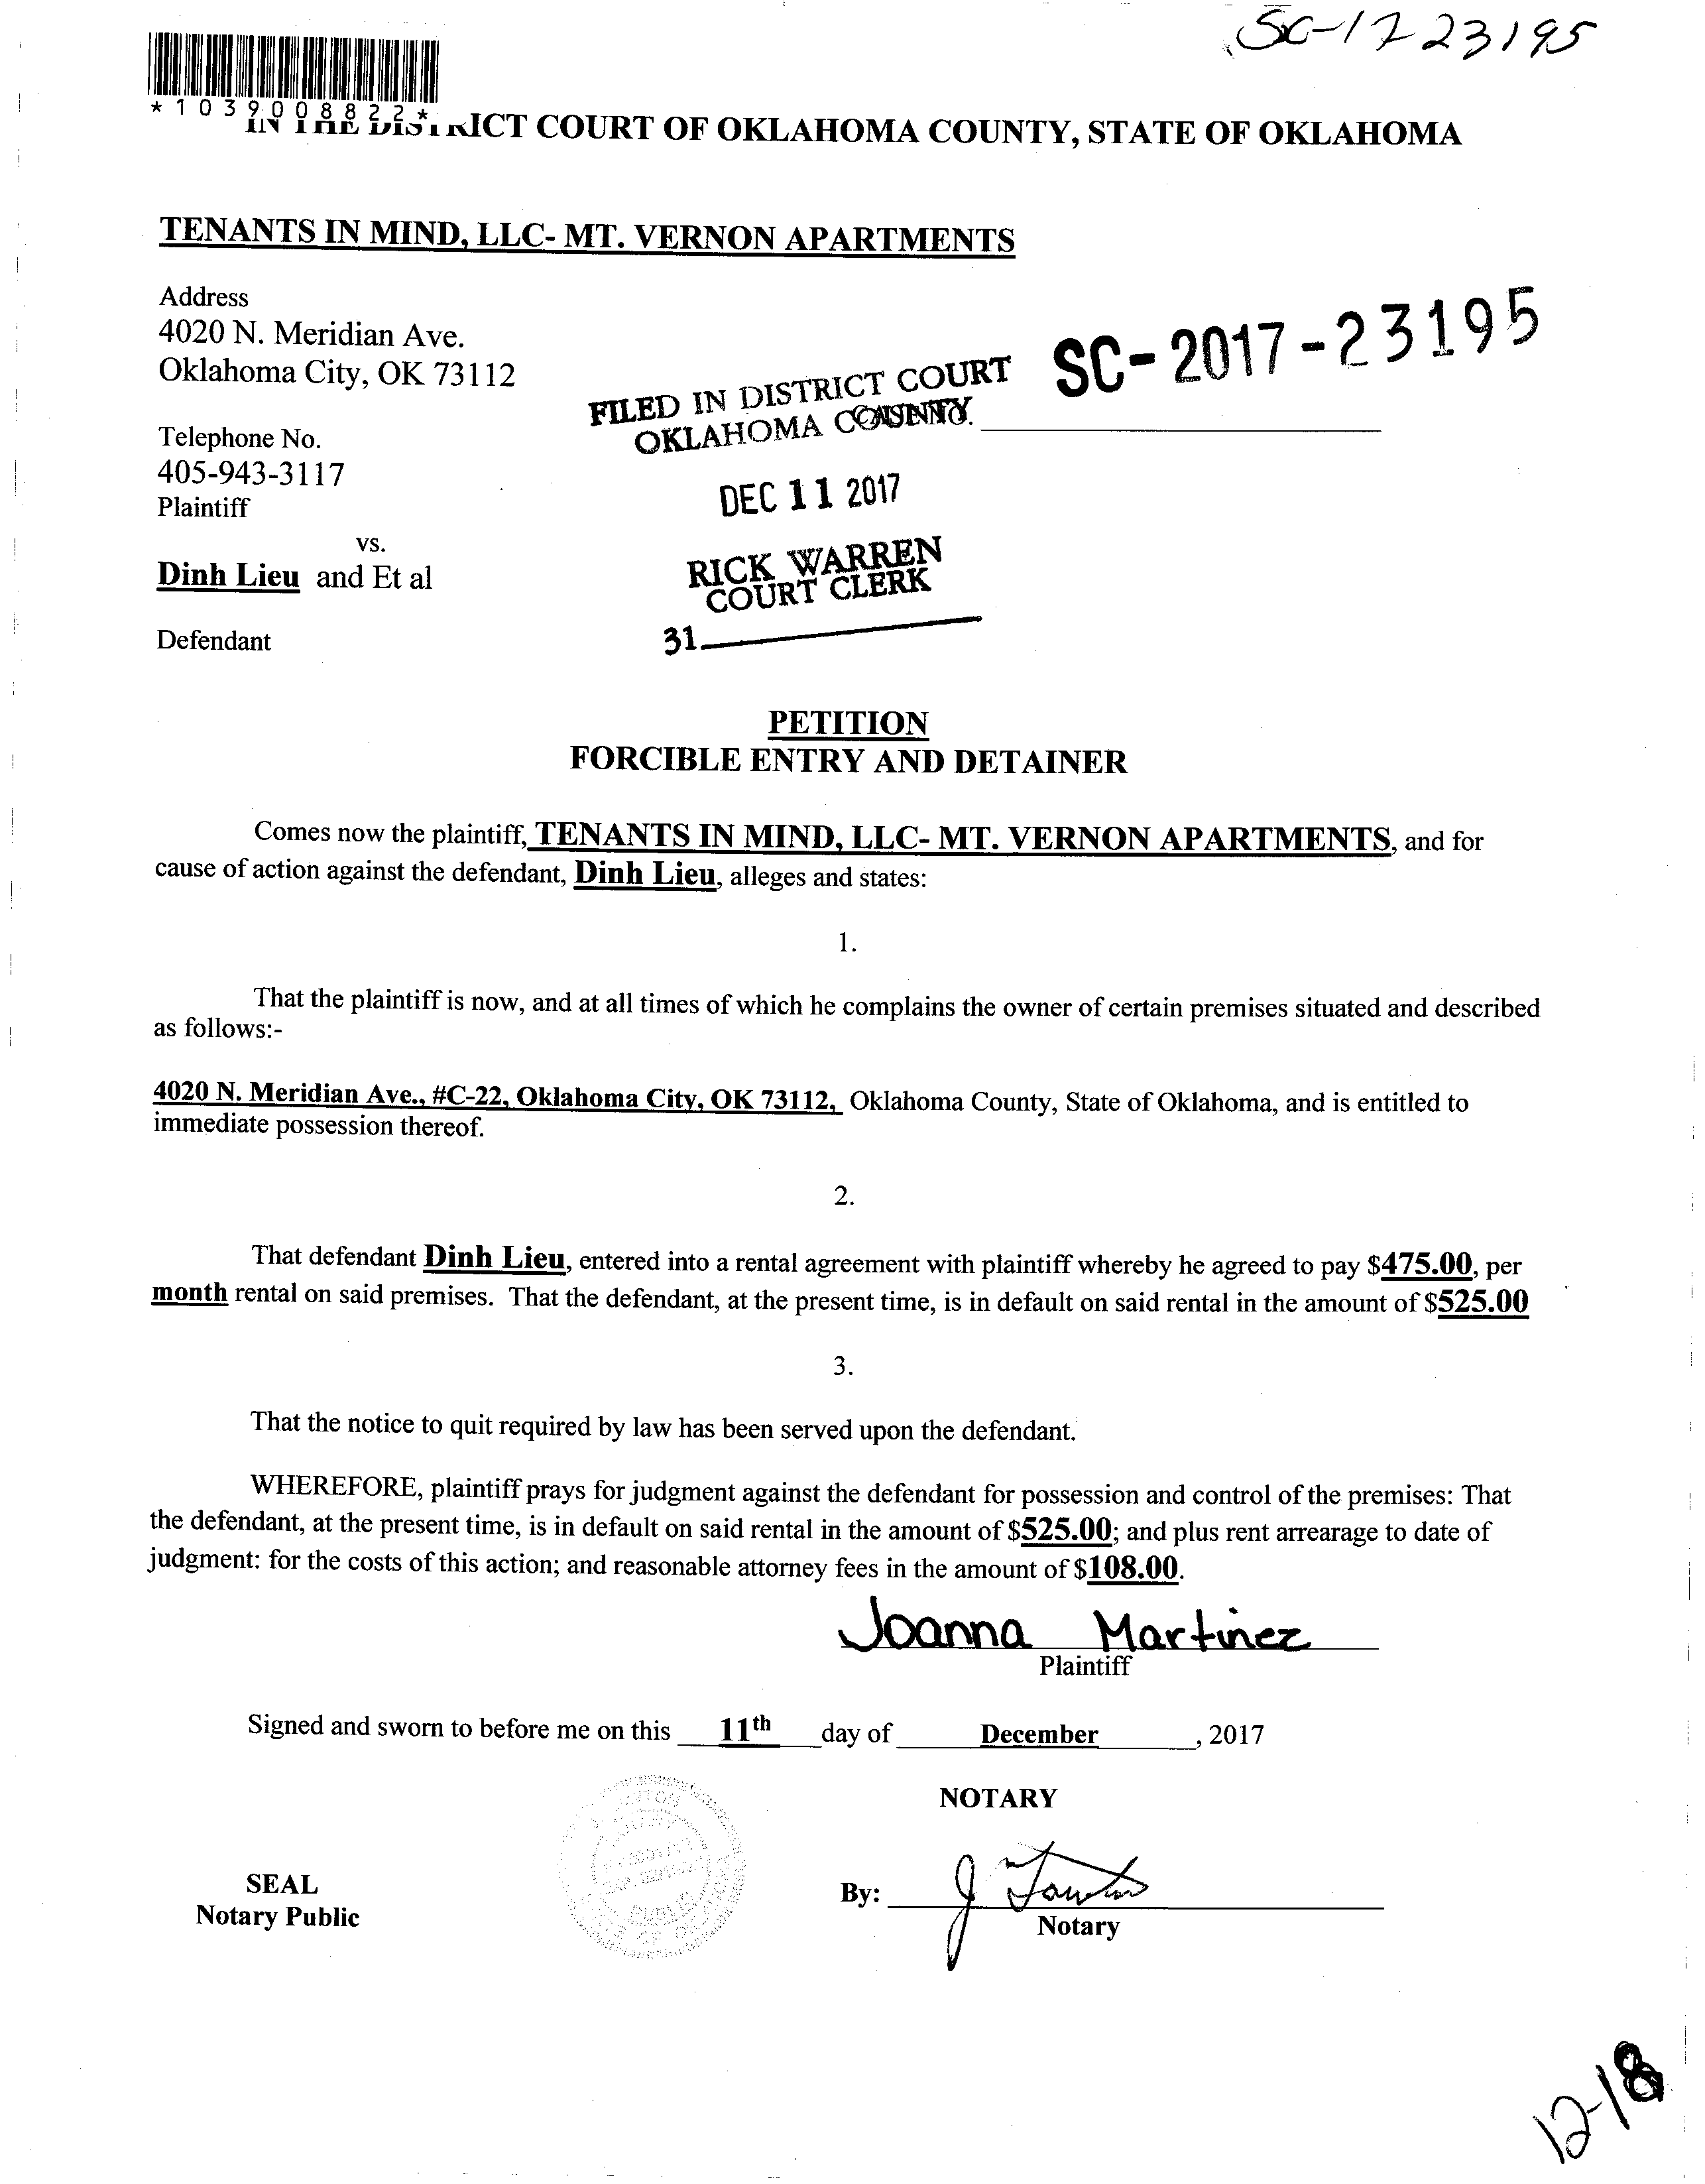 SC-17 23195
*1039008822*
IN THE DISTRICT COURT OF OKLAHOMA COUNTY, STATE OF OKLAHOMA
TENANTS IN MIND, LLC- MT. VERNON APARTMENTS
Address
4020 N. Meridian Ave.
Oklahoma City, OK 73112
SC-2017-23195
FILED IN DISTRICT COURT
OKLAHOMA COUNTY
Telephone No.
405-943-3117
Plaintiff
DEC 11 2017
vs.
RICK WARREN
COURT CLERK
Dinh Lieu and Et al
31
Defendant
PETITION
FORCIBLE ENTRY AND DETAINER
Comes now the plaintiff, TENANTS IN MIND, LLC- MT. VERNON APARTMENTS, and for
cause of action against the defendant, Dinh Lieu, alleges and states:
1.
That the plaintiff is now, and at all times of which he complains the owner of certain premises situated and described
as follows:-
4020 N. Meridian Ave., #C-22, Oklahoma City, OK 73112, Oklahoma County, State of Oklahoma, and is entitled to
immediate possession thereof.
2.
That defendant Dinh Lieu, entered into a rental agreement with plaintiff whereby he agreed to pay $475.00, per
month rental on said premises. That the defendant, at the present time, is in default on said rental in the amount of $525.00
3.
That the notice to quit required by law has been served upon the defendant.
WHEREFORE, plaintiff prays for judgment against the defendant for possession and control of the premises: That
the defendant, at the present time, is in default on said rental in the amount of $525.00; and plus rent arrearage to date of
judgment: for the costs of this action; and reasonable attorney fees in the amount of $108.00.
Joanna Martinez
Plaintiff
Signed and sworn to before me on this 11th day of December, 2017
NOTARY
SEAL
Notary Public
PUBLIC
By: J
Notary
12-18